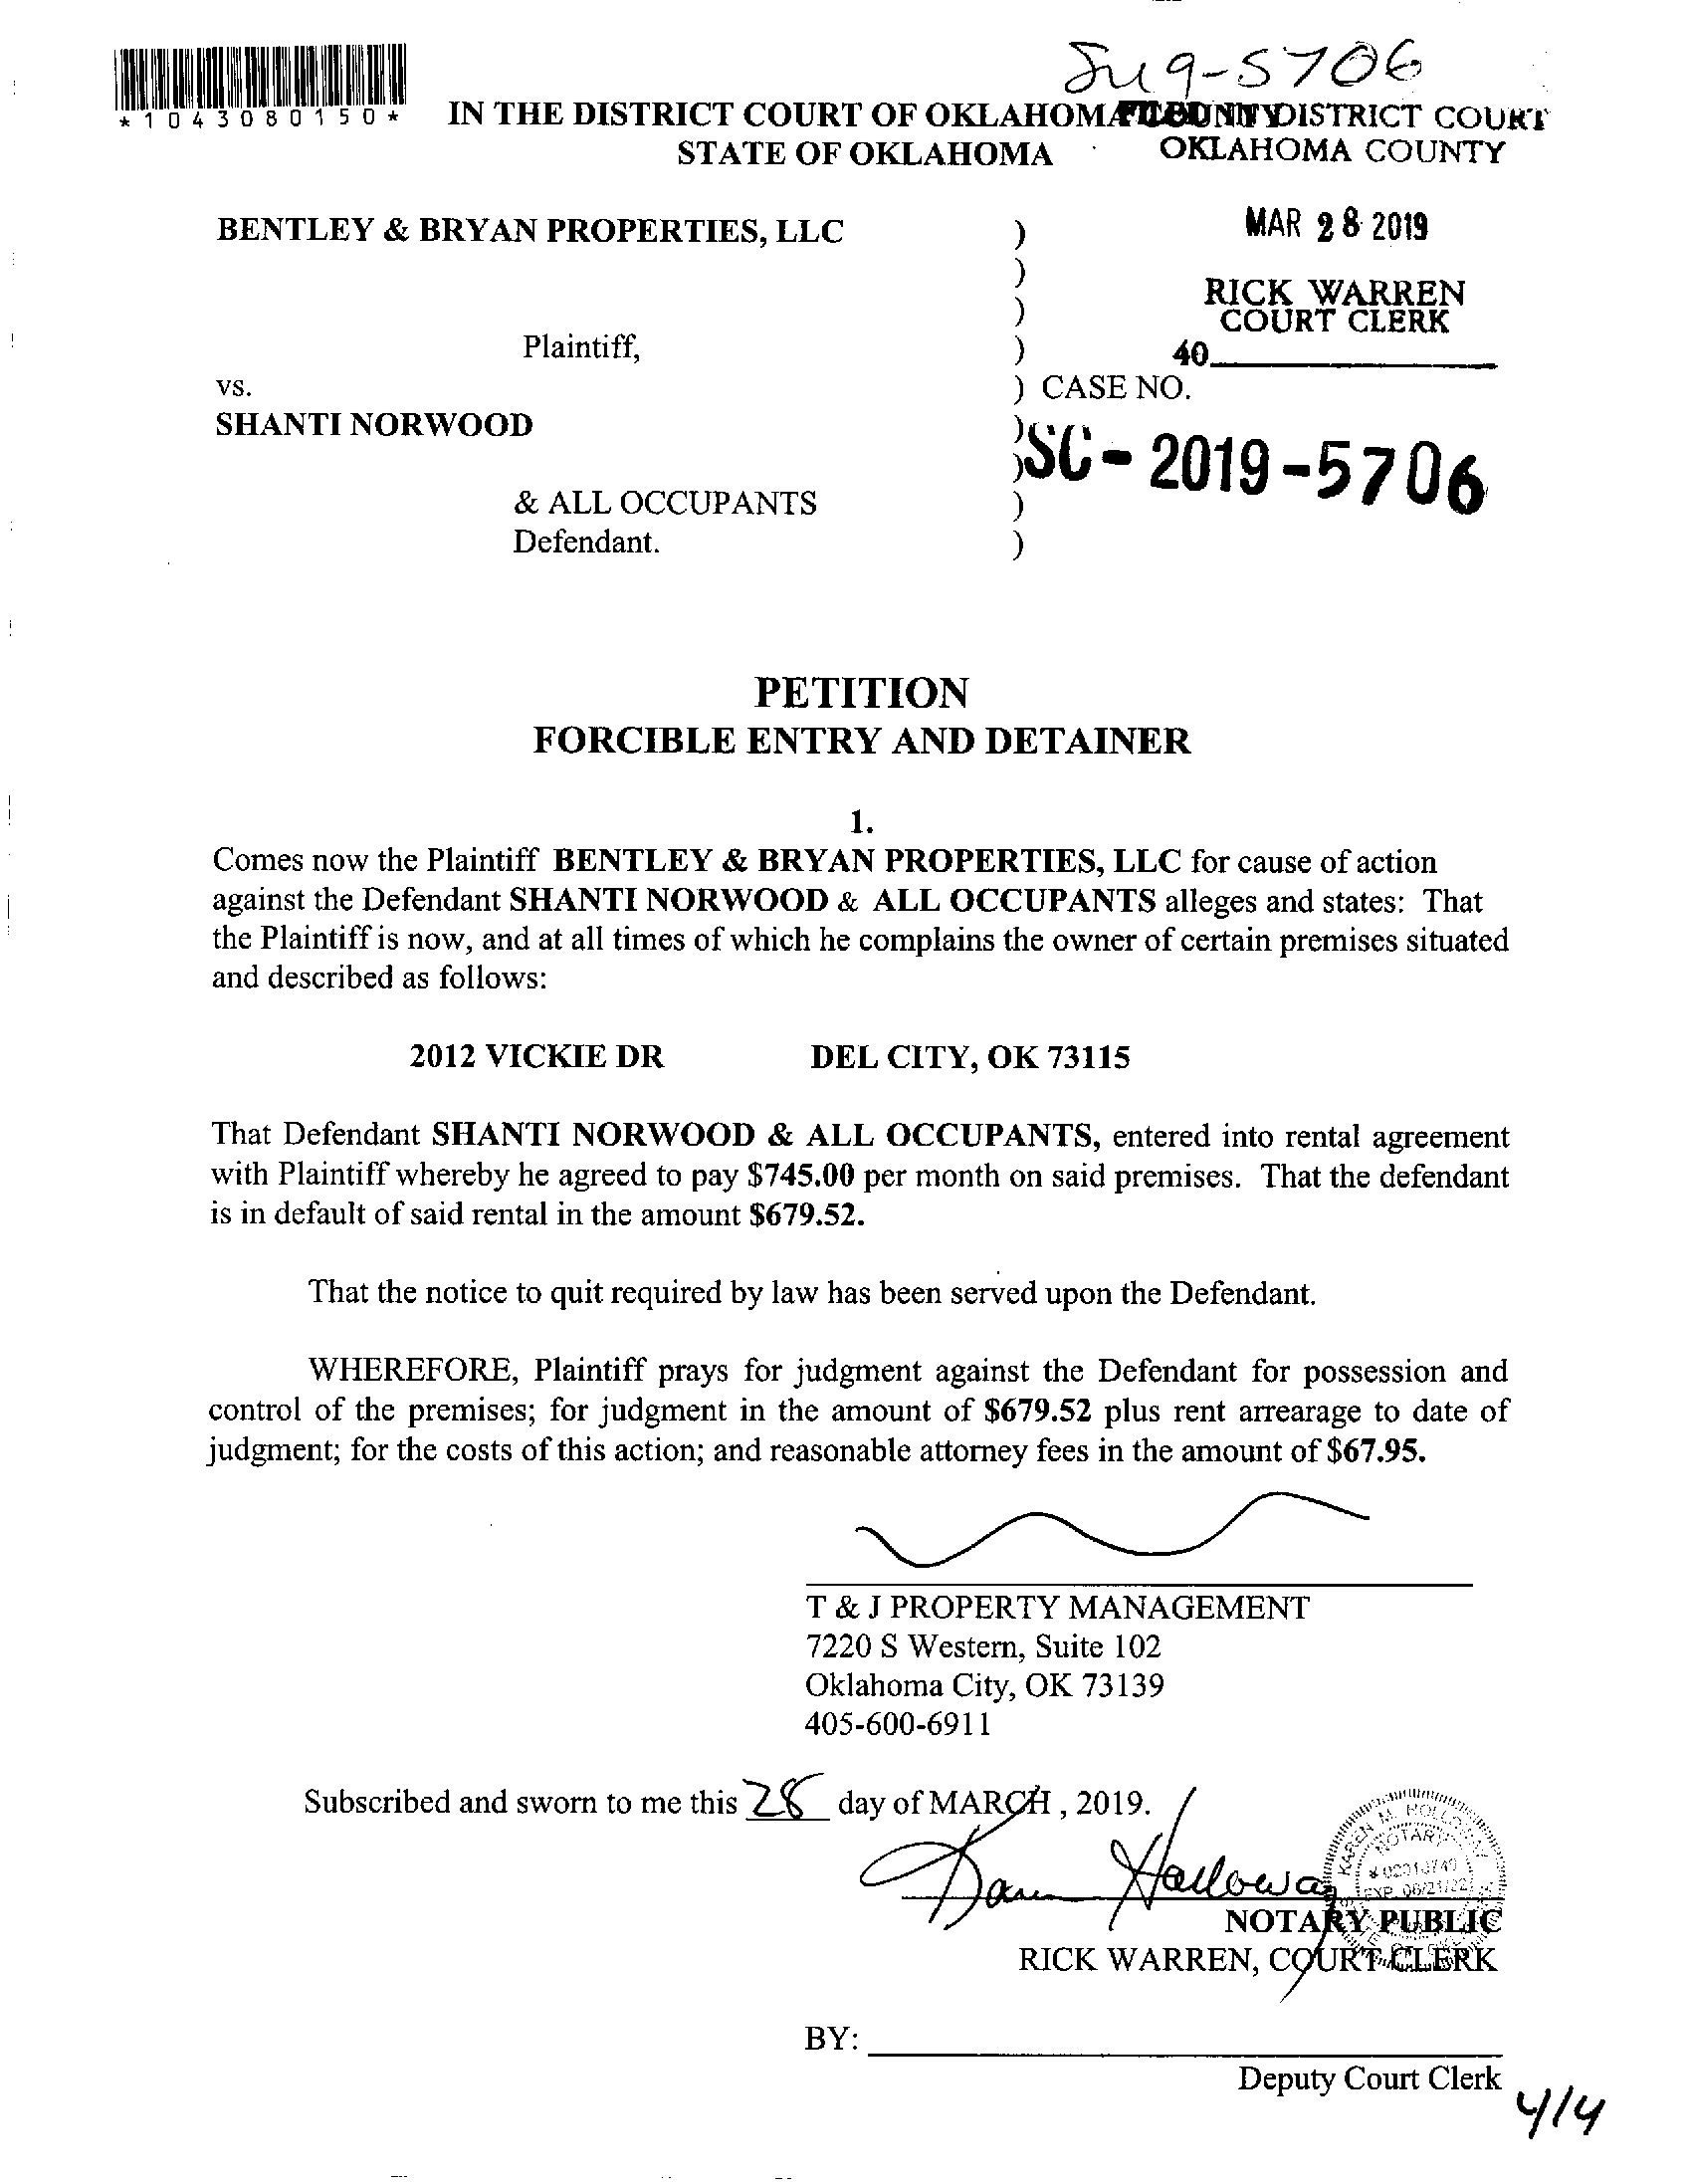 Su9-5706
*1043080150*
IN THE DISTRICT COURT OF OKLAHOMA COUNTY
STATE OF OKLAHOMA
FILED IN DISTRICT COURT
OKLAHOMA COUNTY
MAR 28 2019
RICK WARREN
COURT CLERK
40
BENTLEY & BRYAN PROPERTIES, LLC )
)
)
Plaintiff, )
vs. ) CASE NO.
SHANTI NORWOOD )
) SC-2019-5706
& ALL OCCUPANTS )
Defendant. )
PETITION
FORCIBLE ENTRY AND DETAINER
1.
Comes now the Plaintiff BENTLEY & BRYAN PROPERTIES, LLC for cause of action
against the Defendant SHANTI NORWOOD & ALL OCCUPANTS alleges and states: That
the Plaintiff is now, and at all times of which he complains the owner of certain premises situated
and described as follows:
2012 VICKIE DR DEL CITY, OK 73115
That Defendant SHANTI NORWOOD & ALL OCCUPANTS, entered into rental agreement
with Plaintiff whereby he agreed to pay $745.00 per month on said premises. That the defendant
is in default of said rental in the amount $679.52.
That the notice to quit required by law has been served upon the Defendant.
WHEREFORE, Plaintiff prays for judgment against the Defendant for possession and
control of the premises; for judgment in the amount of $679.52 plus rent arrearage to date of
judgment; for the costs of this action; and reasonable attorney fees in the amount of $67.95.
T & J PROPERTY MANAGEMENT
7220 S Western, Suite 102
Oklahoma City, OK 73139
405-600-6911
Subscribed and sworn to me this 28 day of MARCH , 2019.
Karen Holloway
KAREN M. HOLLOWAY
NOTARY
EXP. 06/21/22
NOTARY PUBLIC
RICK WARREN, COURT CLERK
BY:
Deputy Court Clerk
4/14